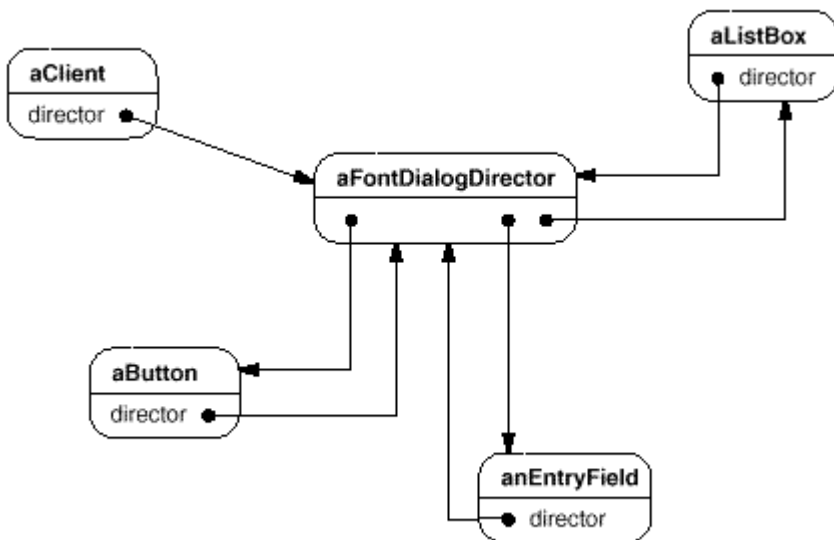 aListBox
director
aClient
director
aFontDialogDirector
aButton
director
anEntryField
director